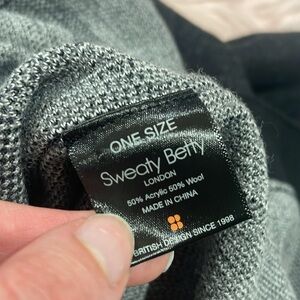 ONE SIZE
Sweaty Betty
LONDON
50% Acrylic 50% Wool
MADE IN CHINA
BRITISH DESIGN SINCE 1998